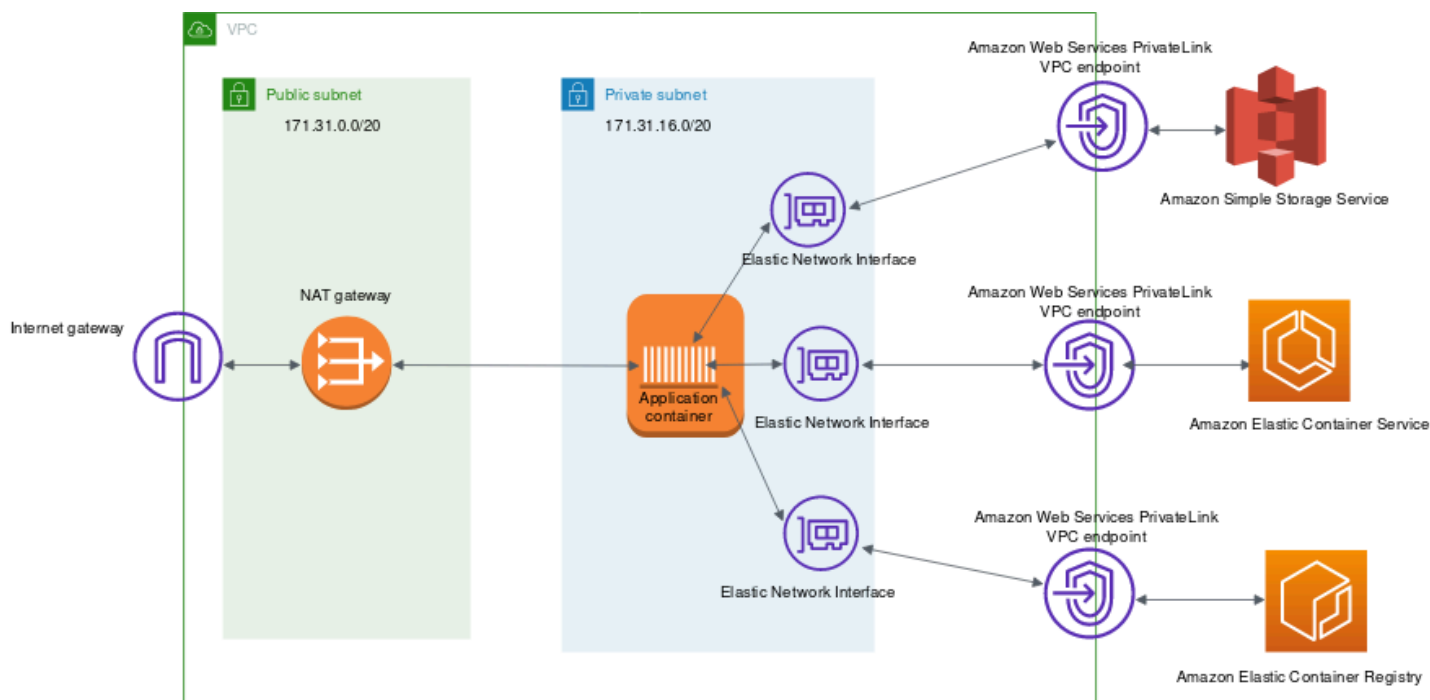 VPC
Public subnet
171.31.0.0/20
Private subnet
171.31.16.0/20
Amazon Web Services PrivateLink
VPC endpoint
Amazon Simple Storage Service
Elastic Network Interface
Internet gateway
NAT gateway
Application
container
Elastic Network Interface
Amazon Web Services PrivateLink
VPC endpoint
Amazon Elastic Container Service
Elastic Network Interface
Amazon Web Services PrivateLink
VPC endpoint
Amazon Elastic Container Registry